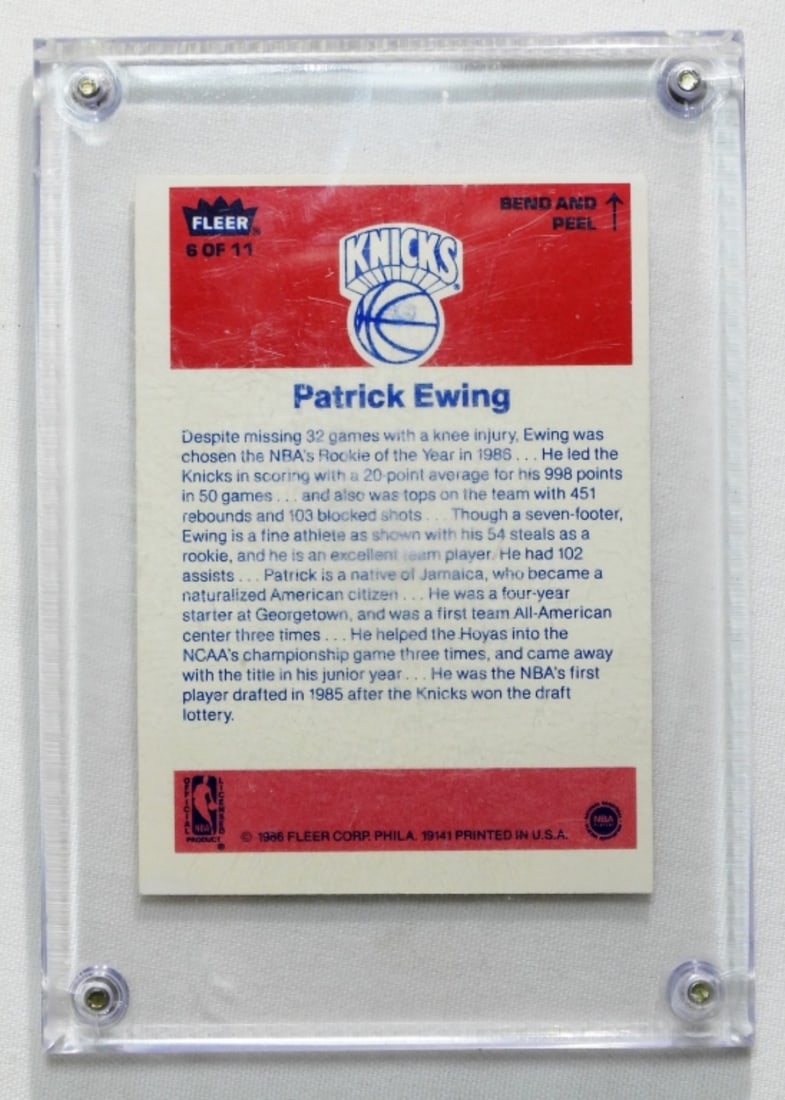 FLEER®
6 OF 11
BEND AND
PEEL ↑
KNICKS®
Patrick Ewing
Despite missing 32 games with a knee injury, Ewing was
chosen the NBA's Rookie of the Year in 1986 . . . He led the
Knicks in scoring with a 20-point average for his 998 points
in 50 games . . . and also was tops on the team with 451
rebounds and 103 blocked shots . . . Though a seven-footer,
Ewing is a fine athlete as shown with his 54 steals as a
rookie, and he is an excellent team player. He had 102
assists . . . Patrick is a native of Jamaica, who became a
naturalized American citizen . . . He was a four-year
starter at Georgetown, and was a first team All-American
center three times . . . He helped the Hoyas into the
NCAA's championship game three times, and came away
with the title in his junior year . . . He was the NBA's first
player drafted in 1985 after the Knicks won the draft
lottery.
OFFICIAL LICENSED
NBA
PRODUCT ®
© 1986 FLEER CORP. PHILA. 19141 PRINTED IN U.S.A.
NBA